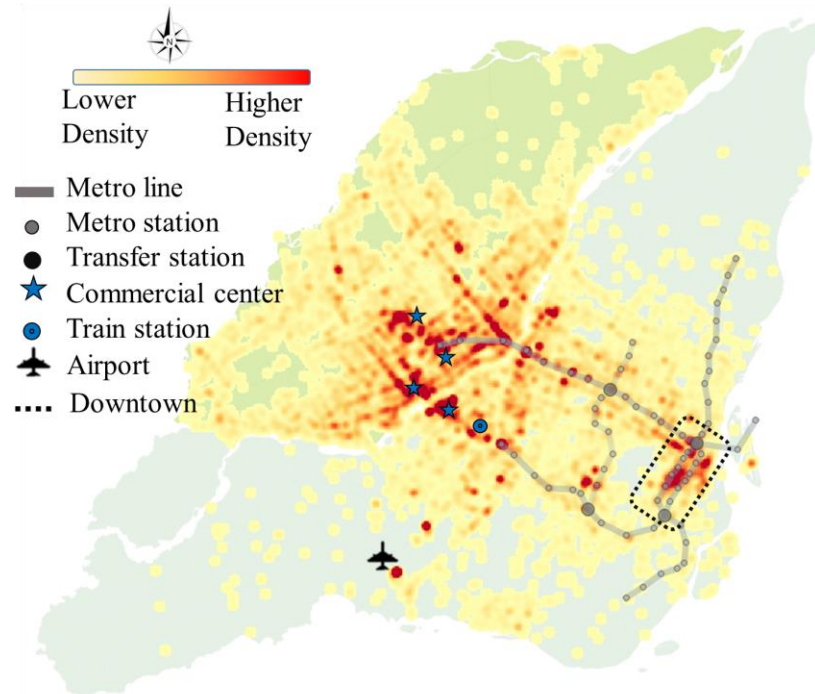 N
Lower
Density
Higher
Density
Metro line
Metro station
Transfer station
Commercial center
Train station
Airport
Downtown